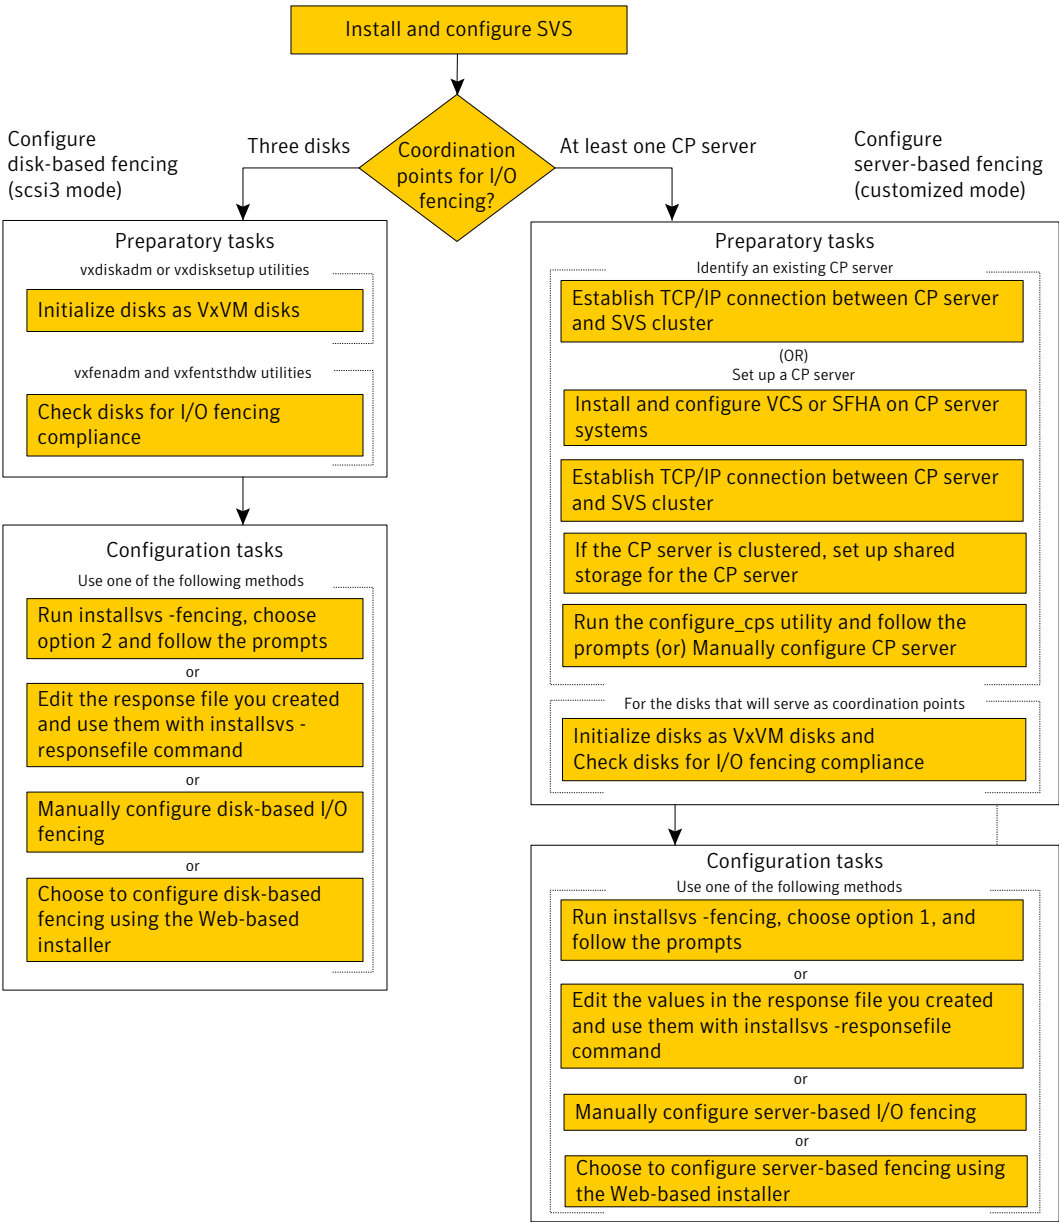 Install and configure SVS
Configure
disk-based fencing
(scsi3 mode)
Three disks
Coordination
points for I/O
fencing?
At least one CP server
Configure
server-based fencing
(customized mode)
Preparatory tasks
vxdiskadm or vxdisksetup utilities
Initialize disks as VxVM disks
vxfenadm and vxfentsthdw utilities
Check disks for I/O fencing
compliance
Configuration tasks
Use one of the following methods
Run installsvs -fencing, choose
option 2 and follow the prompts
or
Edit the response file you created
and use them with installsvs -
responsefile command
or
Manually configure disk-based I/O
fencing
or
Choose to configure disk-based
fencing using the Web-based
installer
Preparatory tasks
Identify an existing CP server
Establish TCP/IP connection between CP server
and SVS cluster
(OR)
Set up a CP server
Install and configure VCS or SFHA on CP server
systems
Establish TCP/IP connection between CP server
and SVS cluster
If the CP server is clustered, set up shared
storage for the CP server
Run the configure_cps utility and follow the
prompts (or) Manually configure CP server
For the disks that will serve as coordination points
Initialize disks as VxVM disks and
Check disks for I/O fencing compliance
Configuration tasks
Use one of the following methods
Run installsvs -fencing, choose option 1, and
follow the prompts
or
Edit the values in the response file you created
and use them with installsvs -responsefile
command
or
Manually configure server-based I/O fencing
or
Choose to configure server-based fencing using
the Web-based installer